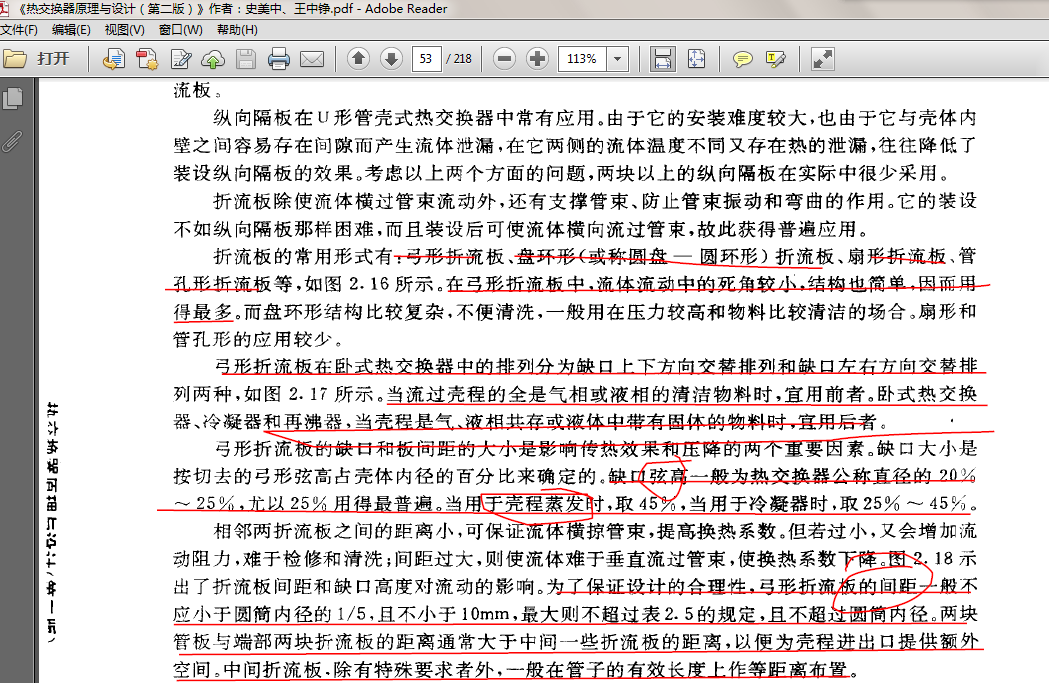 《热交换器原理与设计（第二版）》作者：史美中、王中铮.pdf - Adobe Reader
文件(F) 编辑(E) 视图(V) 窗口(W) 帮助(H)
打开 53 / 218 113%
流板。
纵向隔板在U形管壳式热交换器中常有应用。由于它的安装难度较大，也由于它与壳体内
壁之间容易存在间隙而产生流体泄漏，在它两侧的流体温度不同又存在热的泄漏，往往降低了
装设纵向隔板的效果。考虑以上两个方面的问题，两块以上的纵向隔板在实际中很少采用。
折流板除使流体横过管束流动外，还有支撑管束、防止管束振动和弯曲的作用。它的装设
不如纵向隔板那样困难，而且装设后可使流体横向流过管束，故此获得普遍应用。
折流板的常用形式有：弓形折流板、盘环形（或称圆盘 — 圆环形）折流板、扇形折流板、管
孔形折流板等，如图 2.16 所示。在弓形折流板中，流体流动中的死角较小，结构也简单，因而用
得最多。而盘环形结构比较复杂，不便清洗，一般用在压力较高和物料比较清洁的场合。扇形和
管孔形的应用较少。
弓形折流板在卧式热交换器中的排列分为缺口上下方向交替排列和缺口左右方向交替排
列两种，如图 2.17 所示。当流过壳程的全是气相或液相的清洁物料时，宜用前者。卧式热交换
器、冷凝器和再沸器，当壳程是气、液相共存或液体中带有固体的物料时，宜用后者。
弓形折流板的缺口和板间距的大小是影响传热效果和压降的两个重要因素。缺口大小是
按切去的弓形弦高占壳体内径的百分比来确定的。缺口弦高一般为热交换器公称直径的 20%
～25%，尤以 25% 用得最普遍。当用于壳程蒸发时，取 45%，当用于冷凝器时，取 25% ～ 45%。
相邻两折流板之间的距离小，可保证流体横掠管束，提高换热系数。但若过小，又会增加流
动阻力，难于检修和清洗；间距过大，则使流体难于垂直流过管束，使换热系数下降。图 2.18 示
出了折流板间距和缺口高度对流动的影响。为了保证设计的合理性，弓形折流板的间距一般不
应小于圆筒内径的 1/5，且不小于 10mm，最大则不超过表 2.5 的规定，且不超过圆筒内径。两块
管板与端部两块折流板的距离通常大于中间一些折流板的距离，以便为壳程进出口提供额外
空间。中间折流板，除有特殊要求者外，一般在管子的有效长度上作等距离布置。